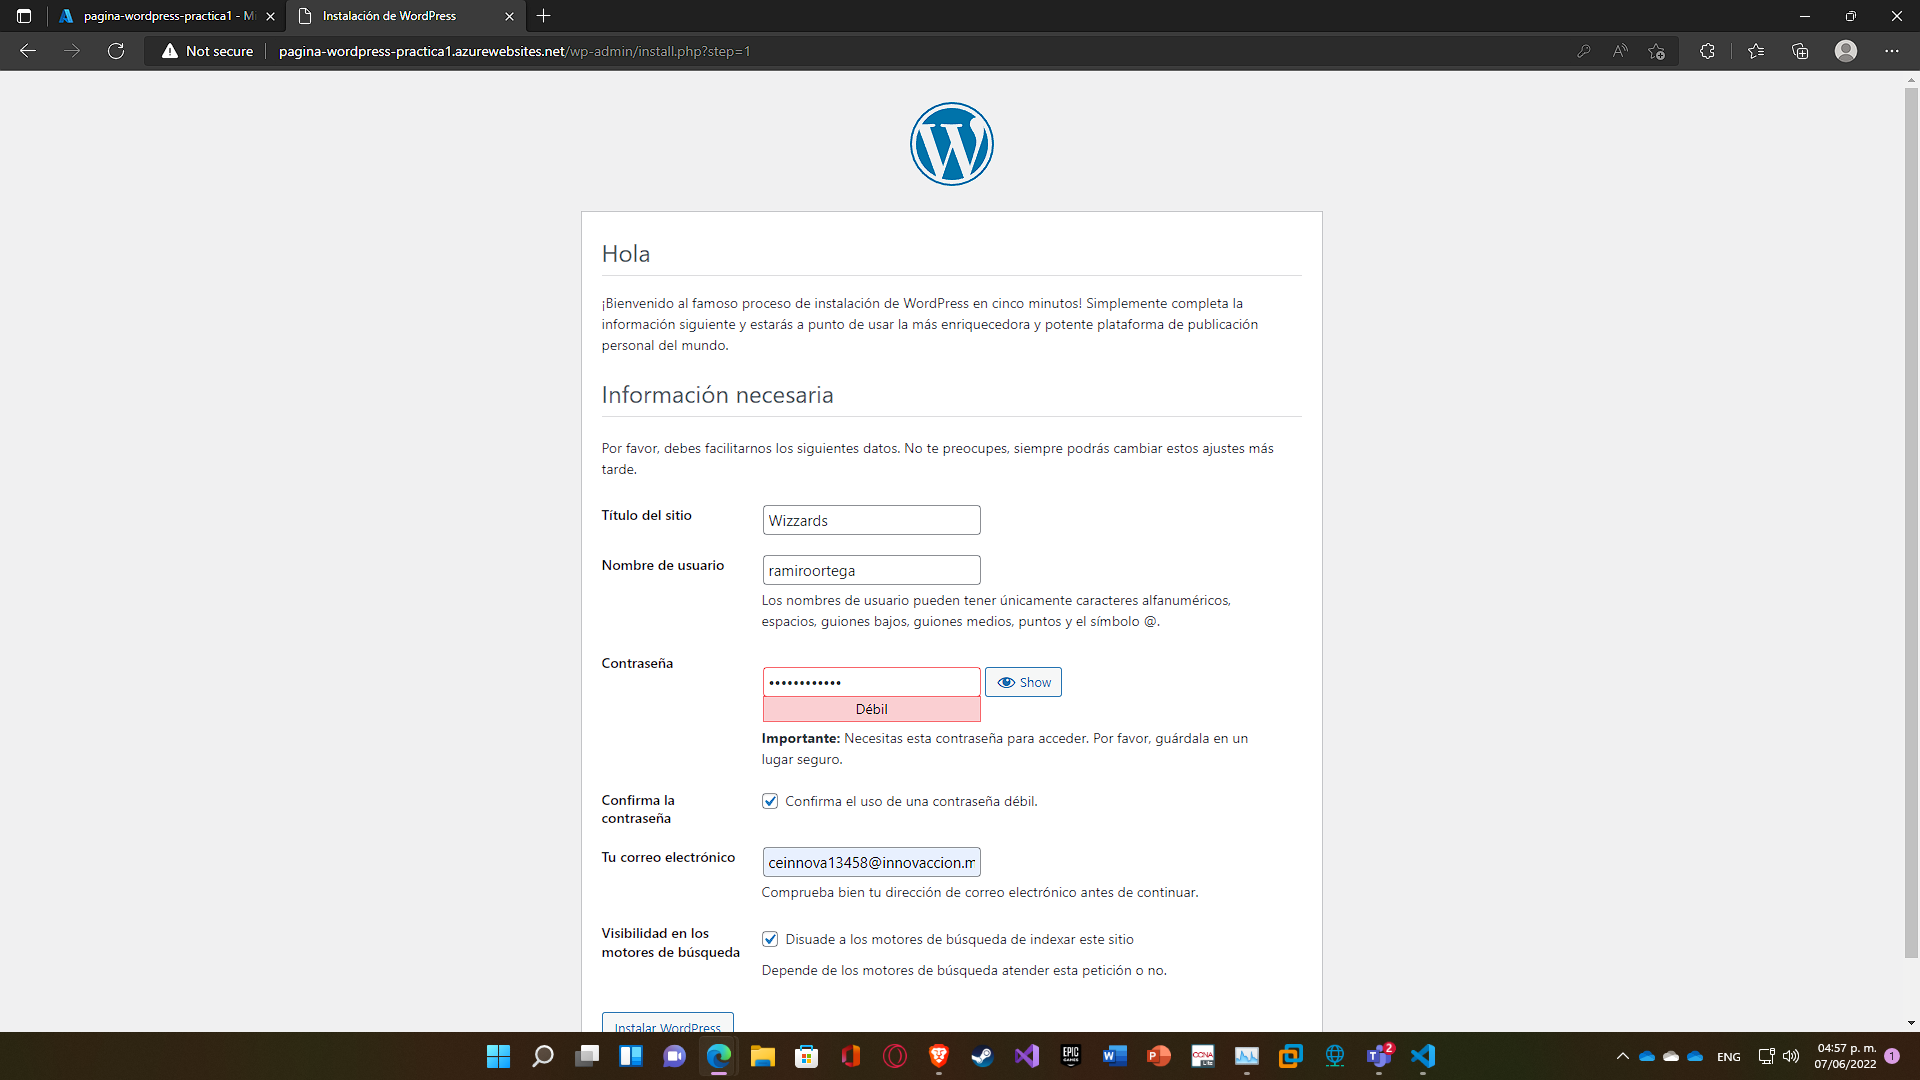 pagina-wordpress-practica1 - Mi
Instalación de WordPress
Not secure
pagina-wordpress-practica1.azurewebsites.net/wp-admin/install.php?step=1
Hola
¡Bienvenido al famoso proceso de instalación de WordPress en cinco minutos! Simplemente completa la
información siguiente y estarás a punto de usar la más enriquecedora y potente plataforma de publicación
personal del mundo.
Información necesaria
Por favor, debes facilitarnos los siguientes datos. No te preocupes, siempre podrás cambiar estos ajustes más
tarde.
Título del sitio
Wizzards
Nombre de usuario
ramiroortega
Los nombres de usuario pueden tener únicamente caracteres alfanuméricos,
espacios, guiones bajos, guiones medios, puntos y el símbolo @.
Contraseña
••••••••••••
Show
Débil
Importante: Necesitas esta contraseña para acceder. Por favor, guárdala en un
lugar seguro.
Confirma la
contraseña
Confirma el uso de una contraseña débil.
Tu correo electrónico
ceinnova13458@innovaccion.m
Comprueba bien tu dirección de correo electrónico antes de continuar.
Visibilidad en los
motores de búsqueda
Disuade a los motores de búsqueda de indexar este sitio
Depende de los motores de búsqueda atender esta petición o no.
Instalar WordPress
EPIC
GAMES
CCNA
2
ENG
04:57 p. m.
07/06/2022
1